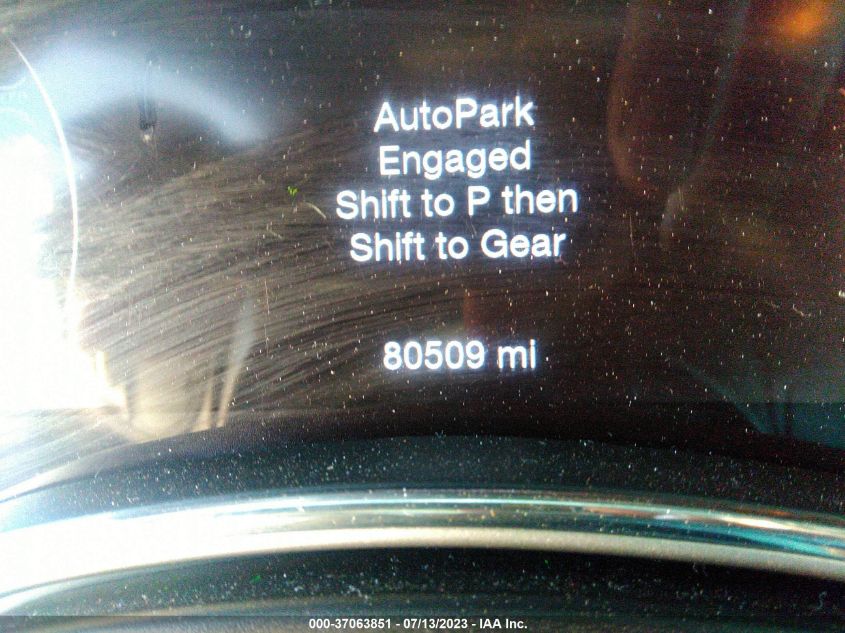 AutoPark
Engaged
Shift to P then
Shift to Gear
80509 mi
000-37063851 - 07/13/2023 - IAA Inc.